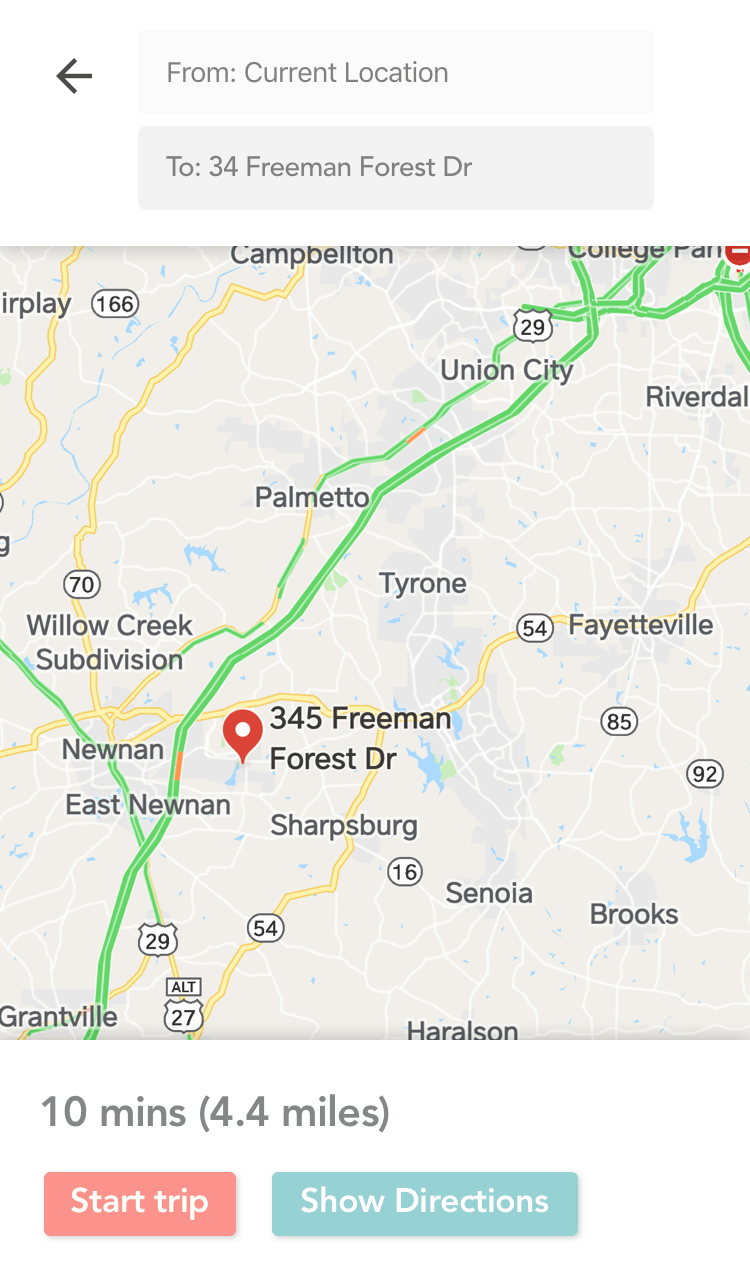 From: Current Location
To: 34 Freeman Forest Dr
Campbellton
irplay
166
29
Union City
Riverdal
Palmetto
g
Tyrone
70
Willow Creek
Subdivision
54
Fayetteville
345 Freeman
Forest Dr
85
Newnan
92
East Newnan
Sharpsburg
16
Senoia
Brooks
29
54
ALT
27
Grantville
Haralson
10 mins (4.4 miles)
Start trip
Show Directions